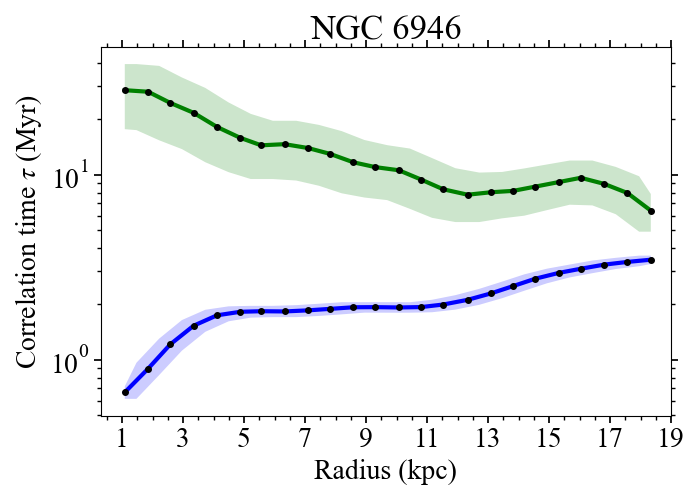 NGC 6946
Correlation time τ (Myr)
10¹
10⁰
1 3 5 7 9 11 13 15 17 19
Radius (kpc)